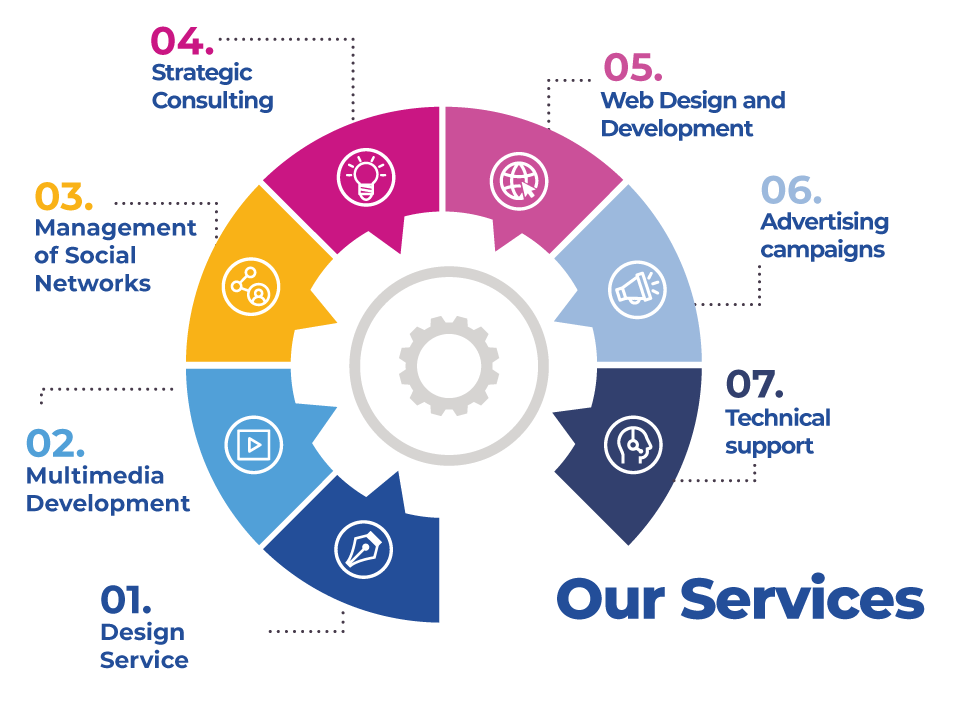 04.
Strategic
Consulting
05.
Web Design and
Development
03.
Management
of Social
Networks
06.
Advertising
campaigns
02.
Multimedia
Development
07.
Technical
support
01.
Design
Service
Our Services